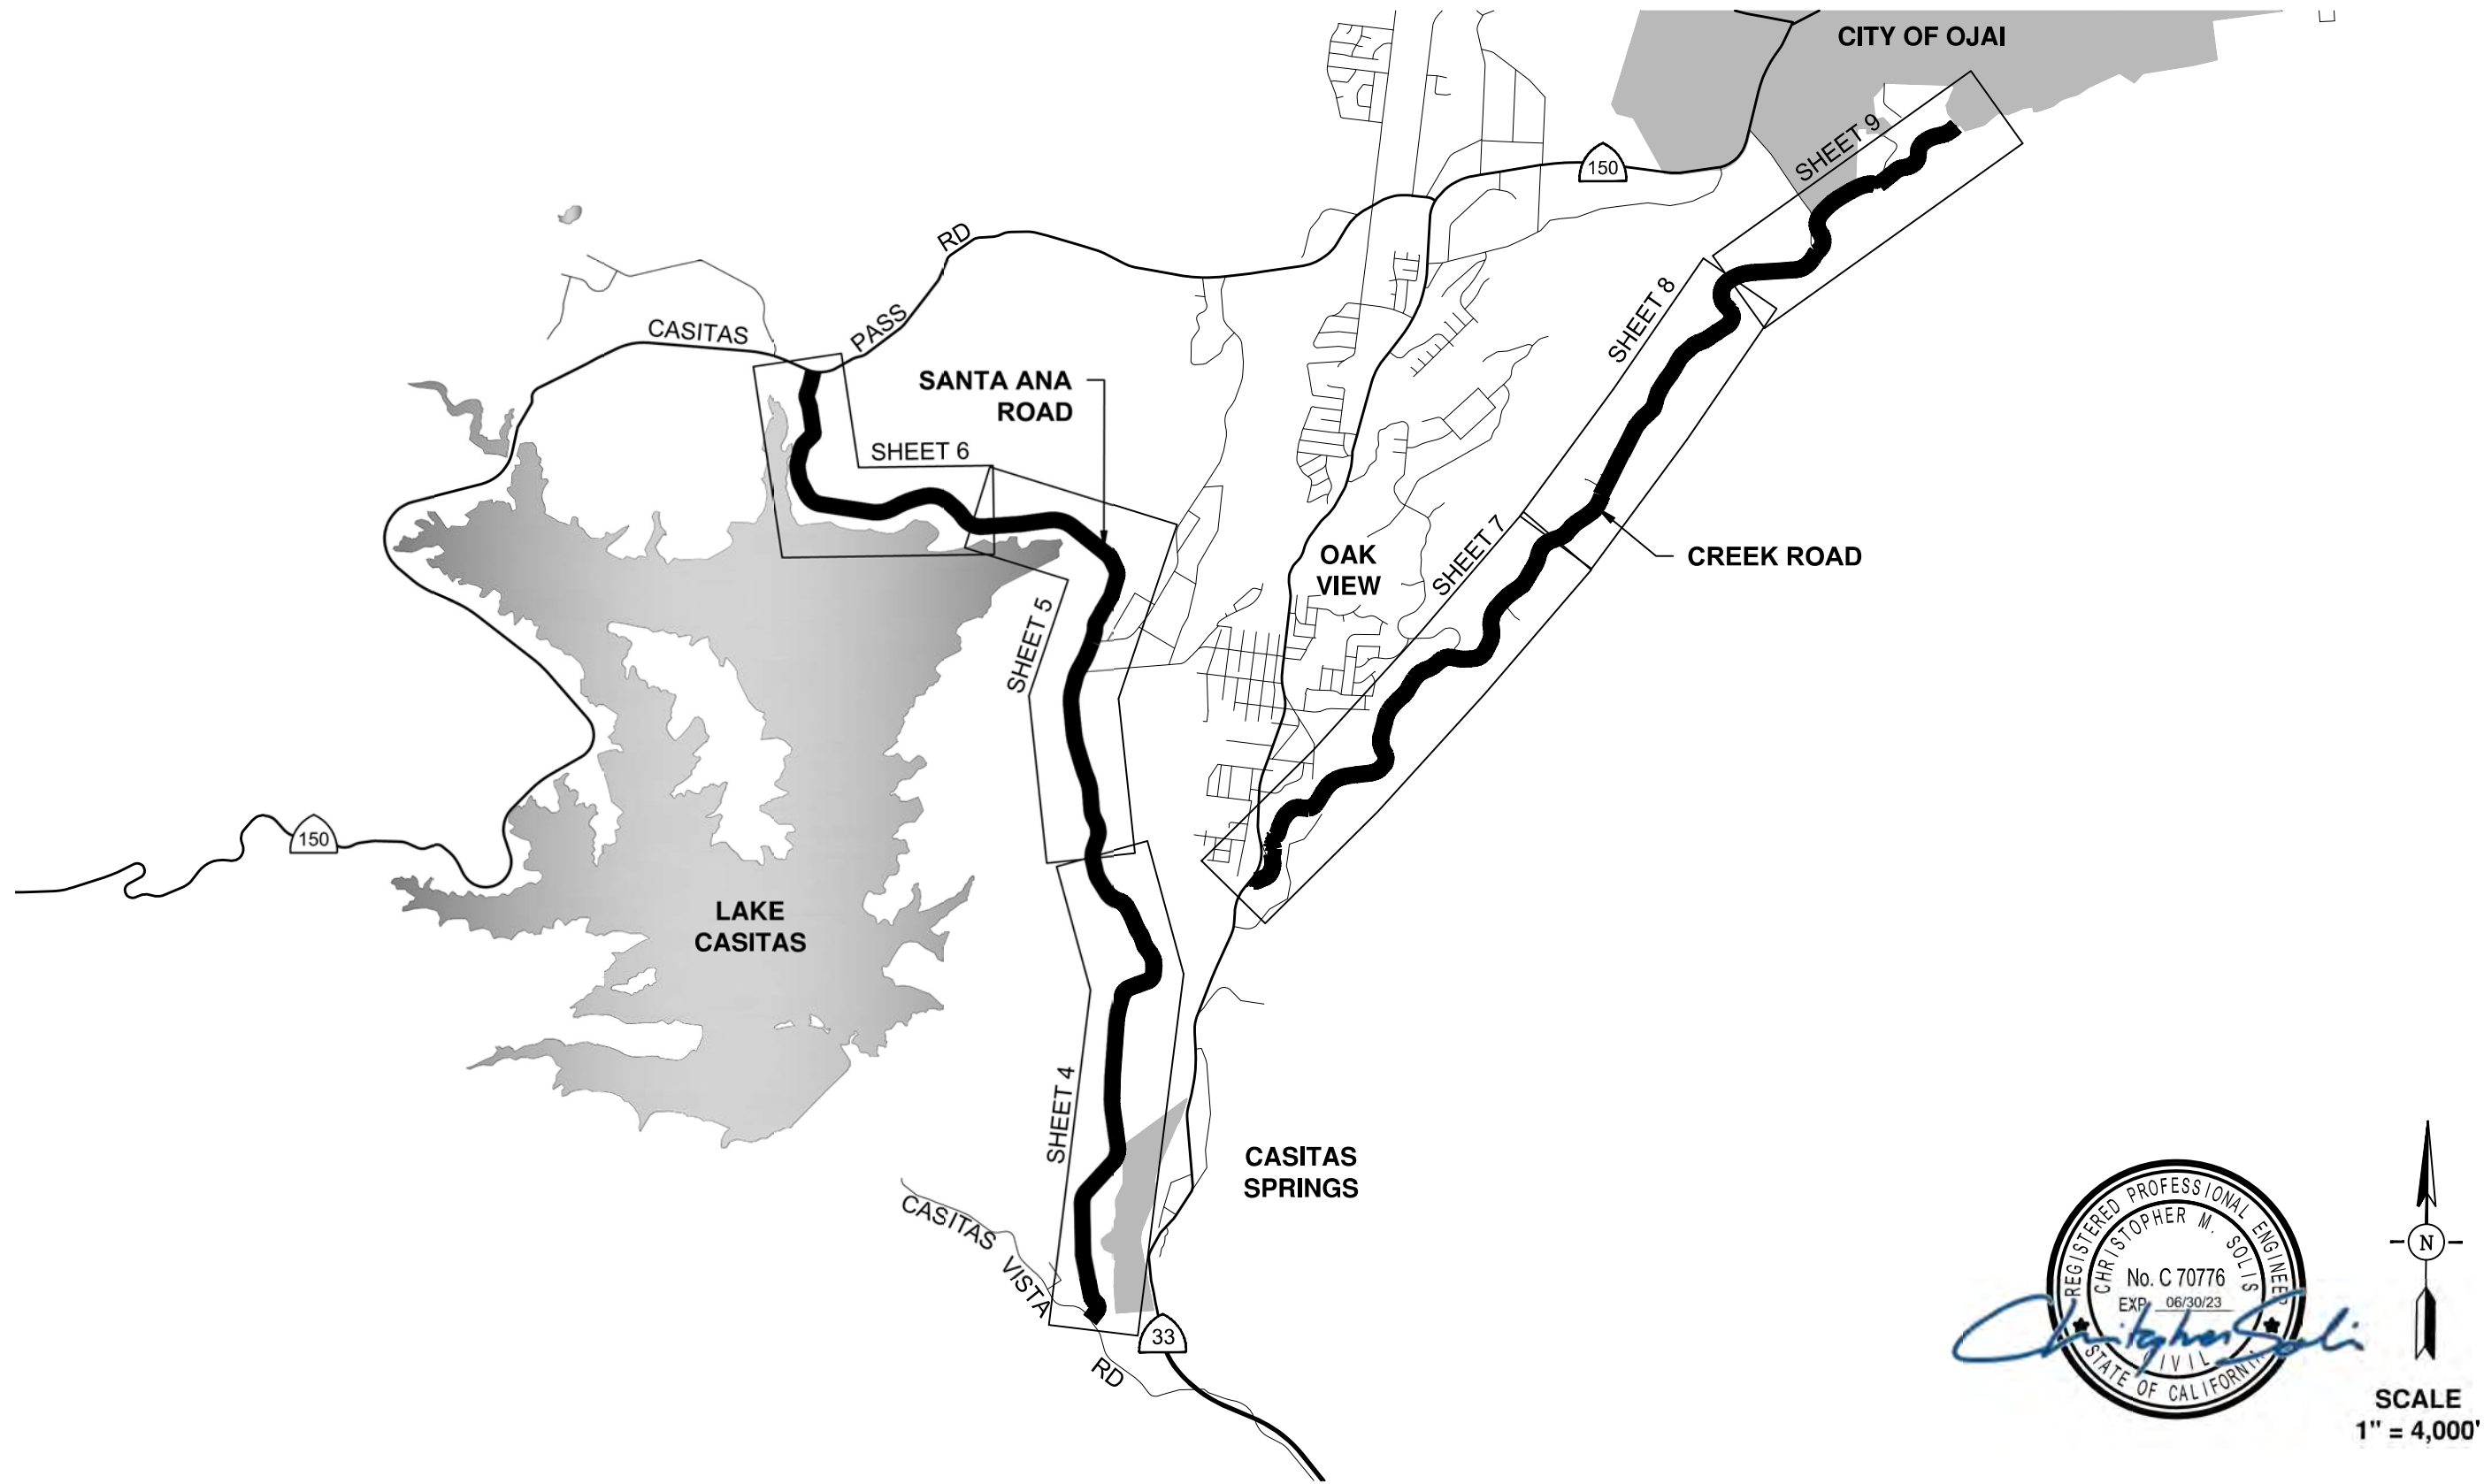 CITY OF OJAI
SHEET 9
150
RD
PASS
CASITAS
SHEET 8
SANTA ANA
ROAD
SHEET 6
SHEET 7
OAK
VIEW
CREEK ROAD
SHEET 5
150
LAKE
CASITAS
SHEET 4
CASITAS
SPRINGS
CASITAS
VISTA
RD
33
REGISTERED PROFESSIONAL ENGINEER
CHRISTOPHER M. SOLIS
No. C 70776
EXP. 06/30/23
Christopher Solis
CIVIL
STATE OF CALIFORNIA
N
SCALE
1" = 4,000'